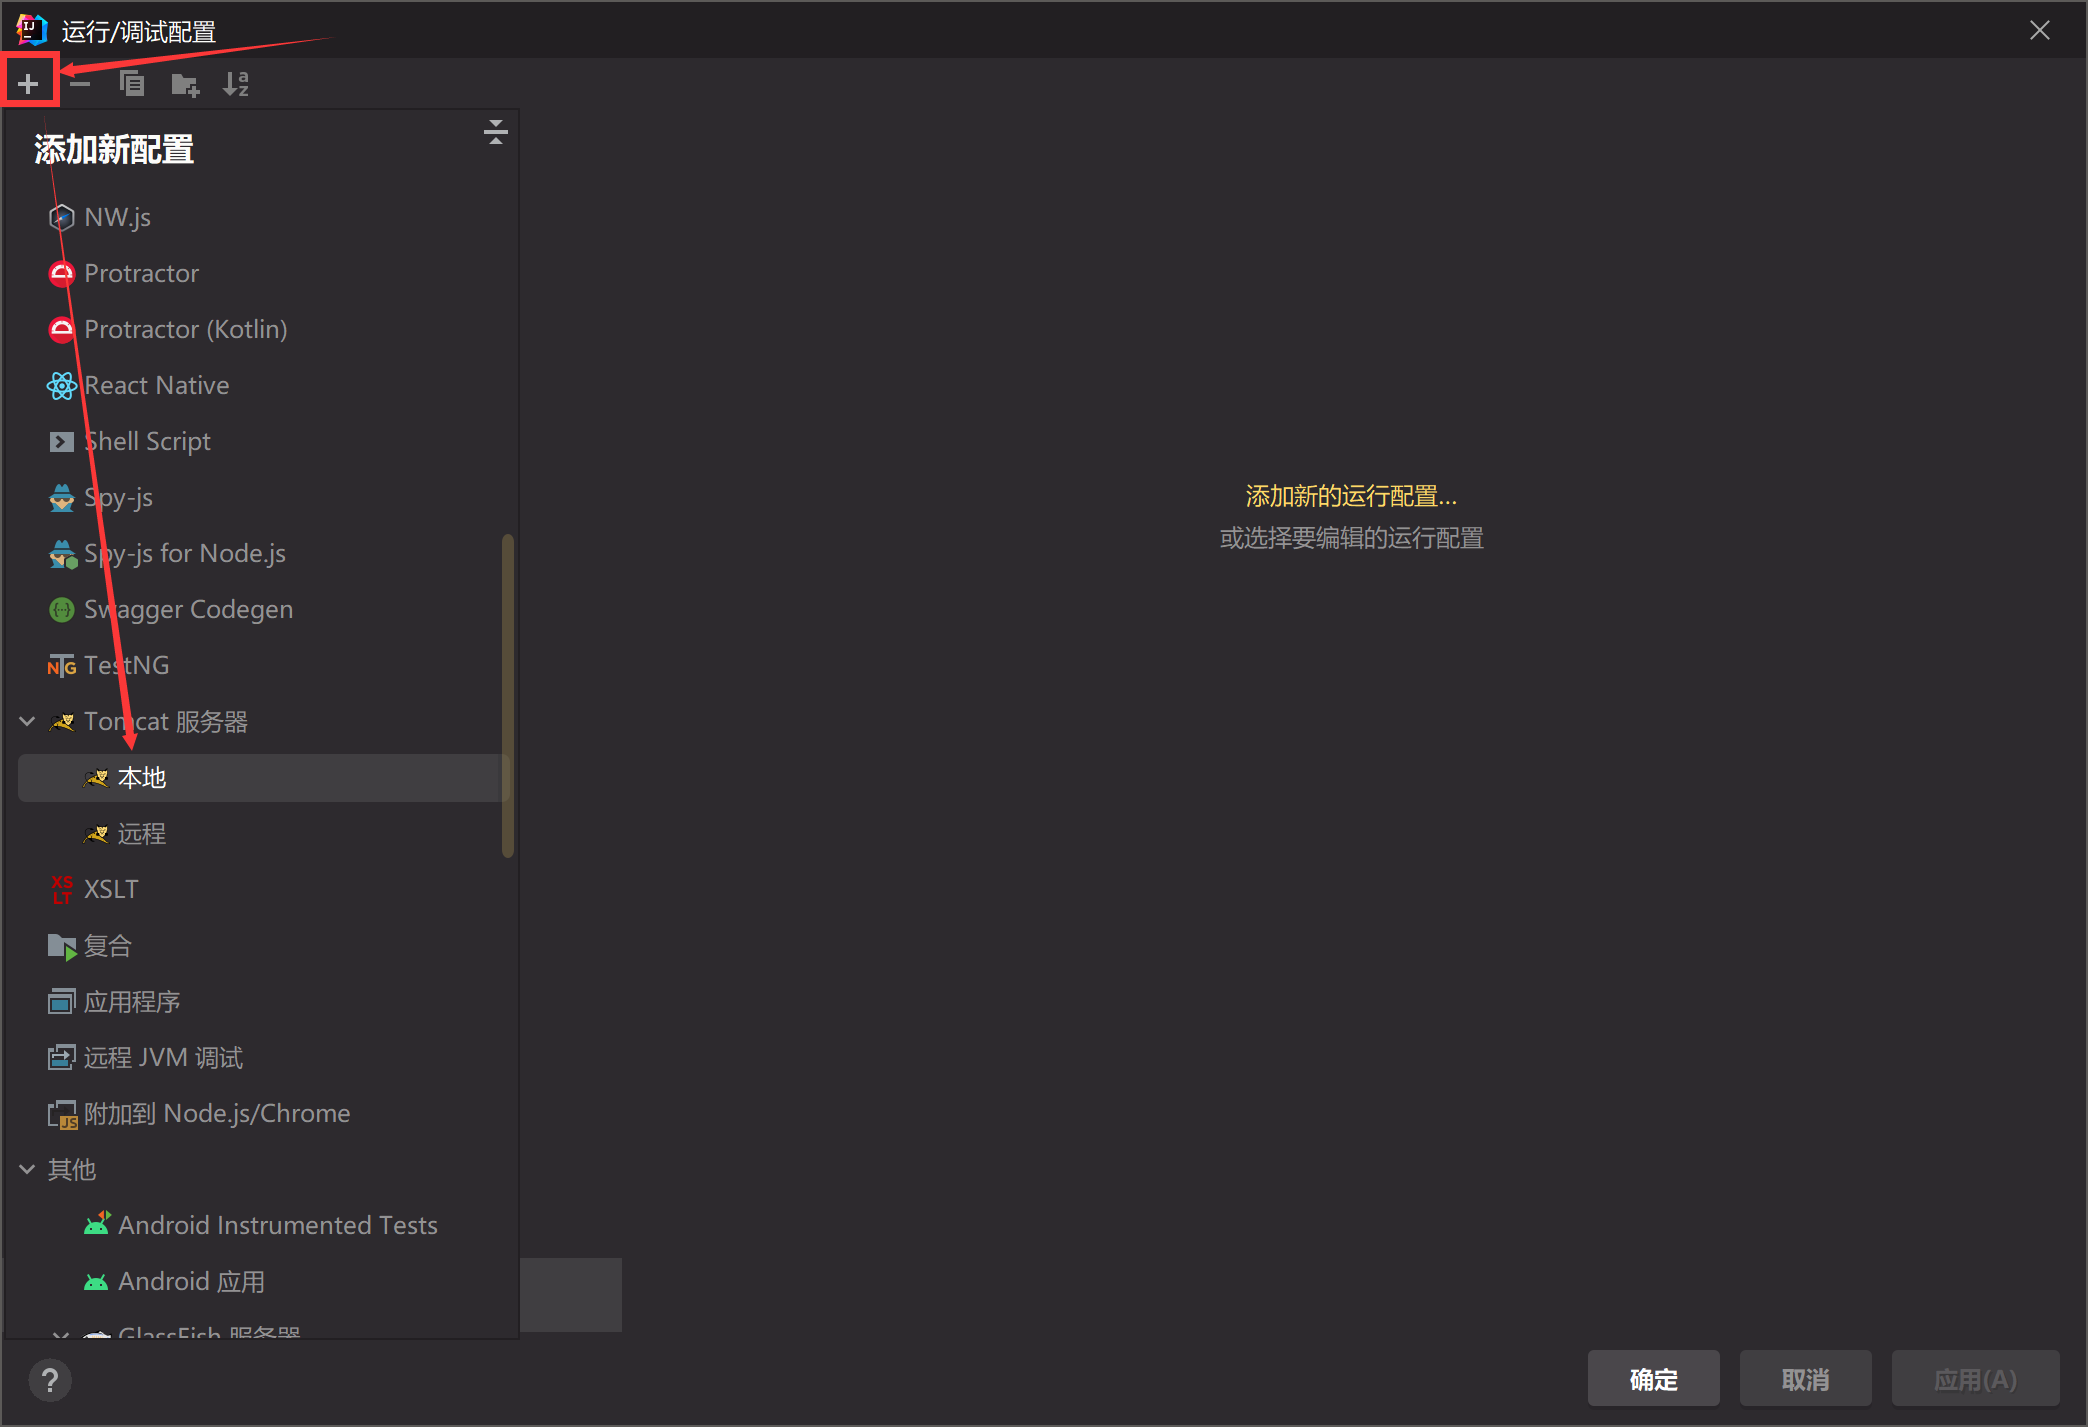 运行/调试配置
添加新配置
NW.js
Protractor
Protractor (Kotlin)
React Native
Shell Script
Spy-js
Spy-js for Node.js
Swagger Codegen
TestNG
Tomcat 服务器
本地
远程
XSLT
复合
应用程序
远程 JVM 调试
附加到 Node.js/Chrome
其他
Android Instrumented Tests
Android 应用
GlassFish 服务器
添加新的运行配置...
或选择要编辑的运行配置
?
确定
取消
应用(A)